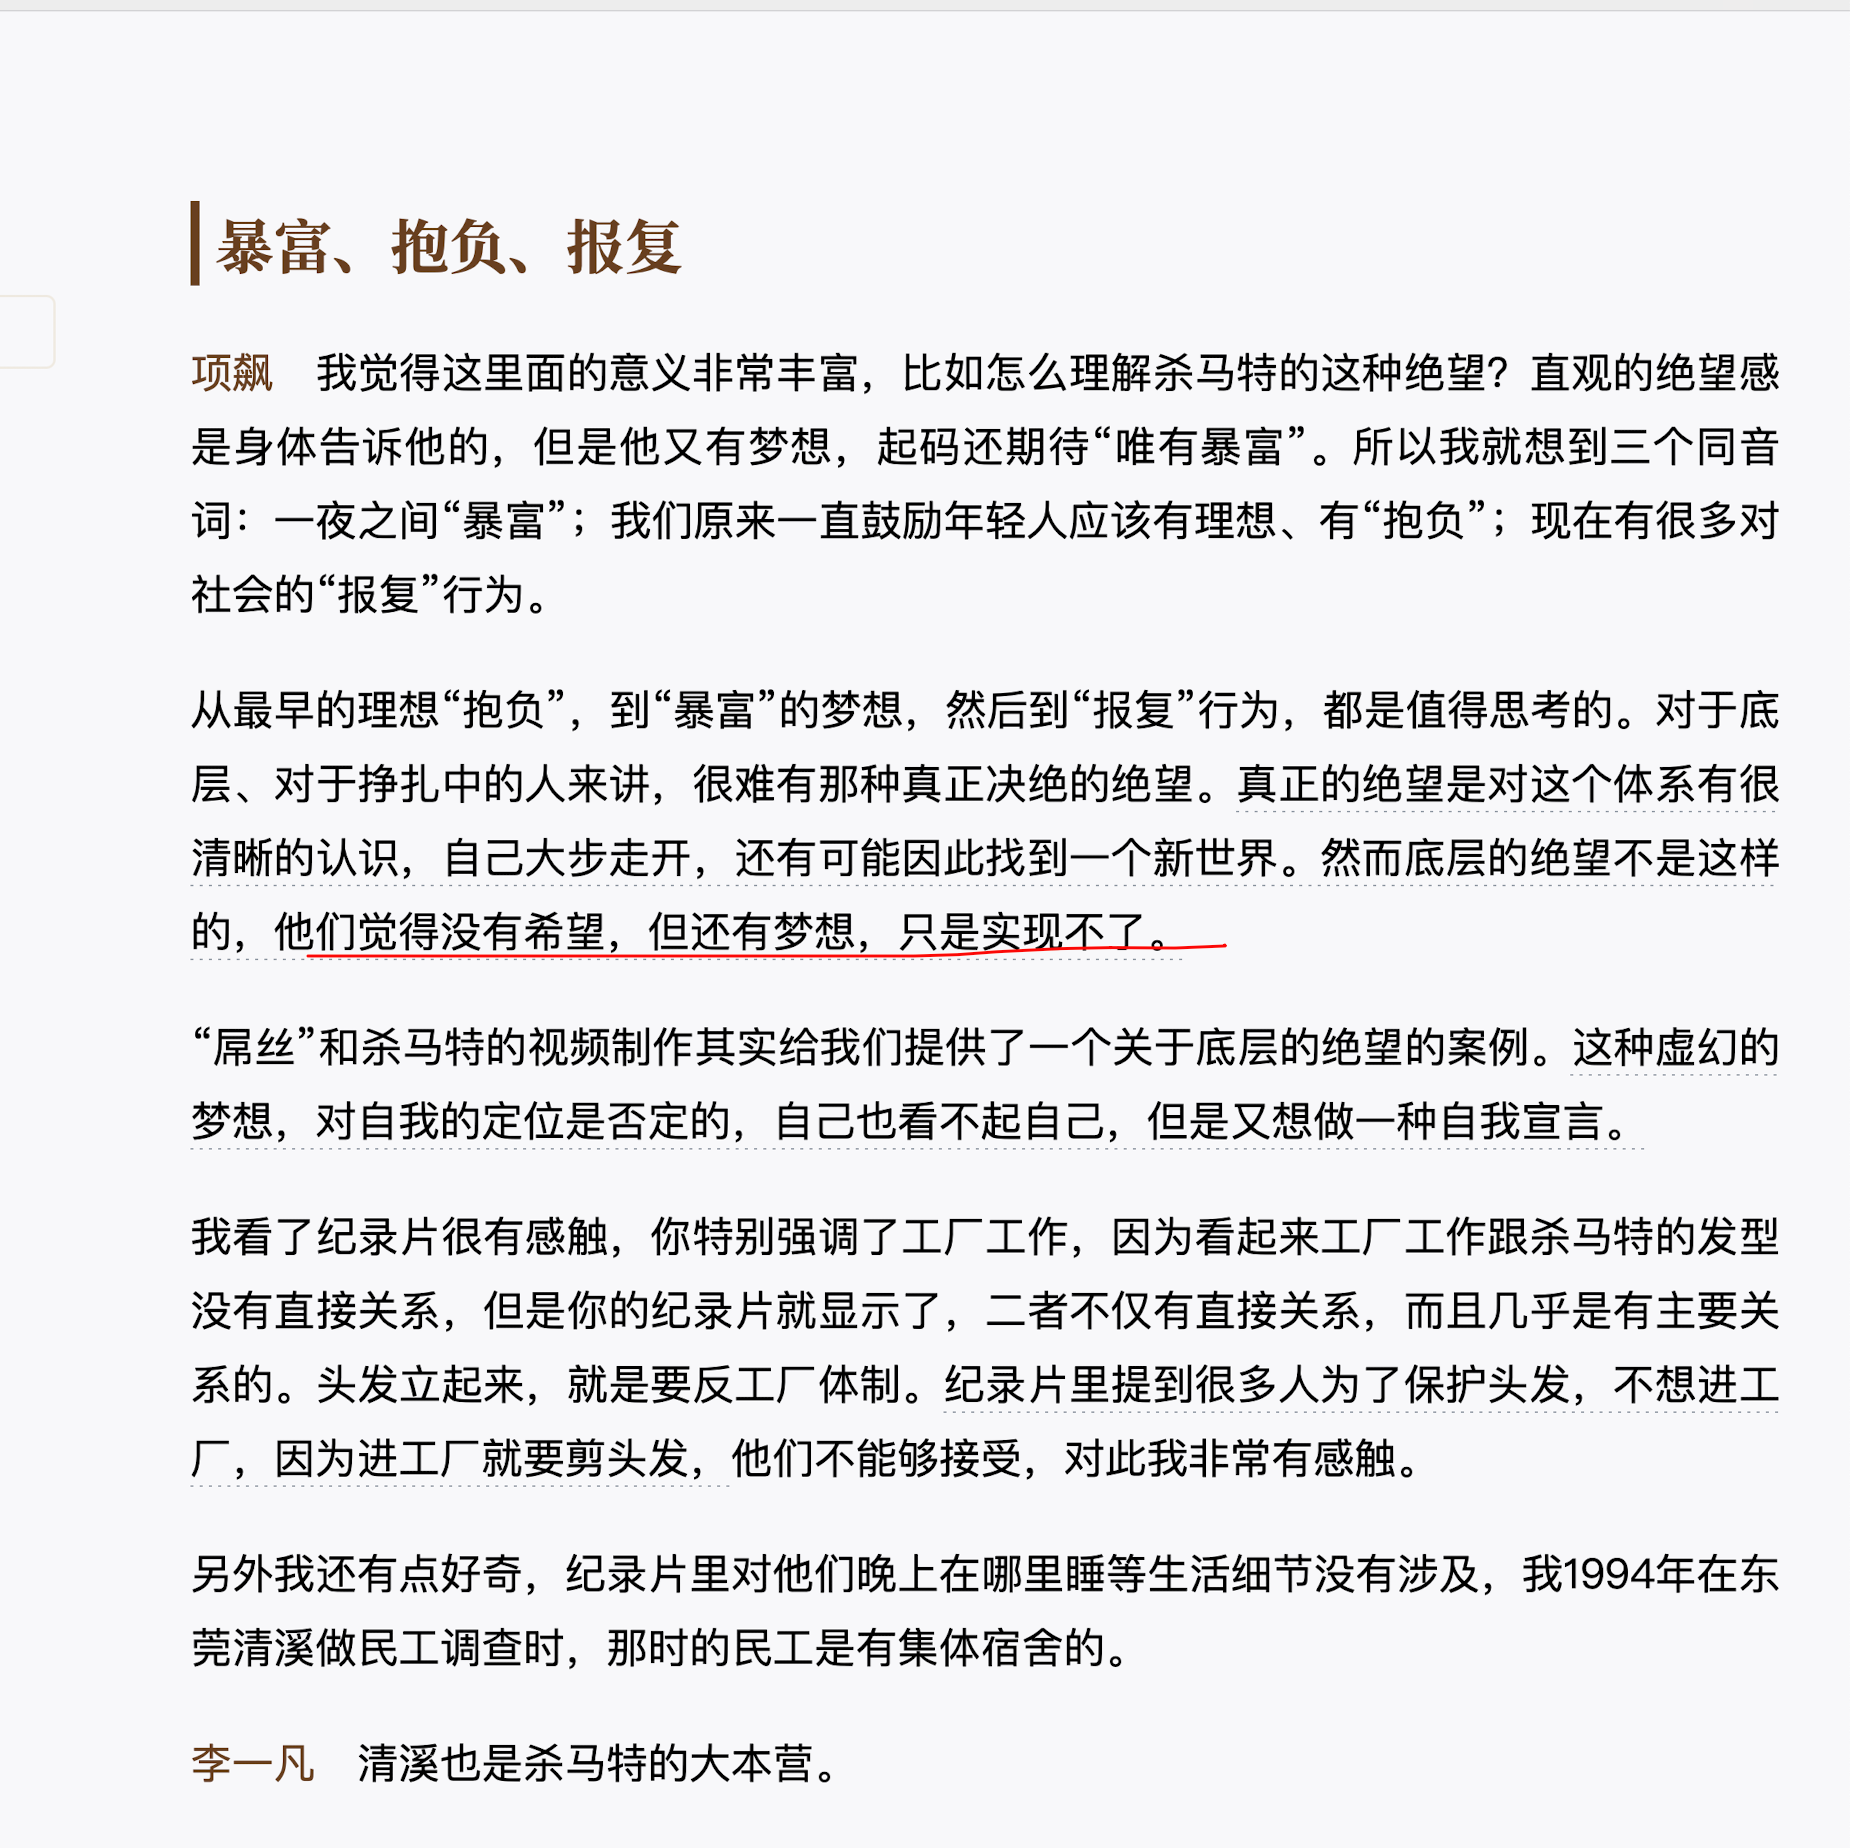 暴富、抱负、报复
项飙 我觉得这里面的意义非常丰富，比如怎么理解杀马特的这种绝望？直观的绝望感
是身体告诉他的，但是他又有梦想，起码还期待“唯有暴富”。所以我就想到三个同音
词：一夜之间“暴富”；我们原来一直鼓励年轻人应该有理想、有“抱负”；现在有很多对
社会的“报复”行为。
从最早的理想“抱负”，到“暴富”的梦想，然后到“报复”行为，都是值得思考的。对于底
层、对于挣扎中的人来讲，很难有那种真正决绝的绝望。真正的绝望是对这个体系有很
清晰的认识，自己大步走开，还有可能因此找到一个新世界。然而底层的绝望不是这样
的，他们觉得没有希望，但还有梦想，只是实现不了。
“屌丝”和杀马特的视频制作其实给我们提供了一个关于底层的绝望的案例。这种虚幻的
梦想，对自我的定位是否定的，自己也看不起自己，但是又想做一种自我宣言。
我看了纪录片很有感触，你特别强调了工厂工作，因为看起来工厂工作跟杀马特的发型
没有直接关系，但是你的纪录片就显示了，二者不仅有直接关系，而且几乎是有主要关
系的。头发立起来，就是要反工厂体制。纪录片里提到很多人为了保护头发，不想进工
厂，因为进工厂就要剪头发，他们不能够接受，对此我非常有感触。
另外我还有点好奇，纪录片里对他们晚上在哪里睡等生活细节没有涉及，我1994年在东
莞清溪做民工调查时，那时的民工是有集体宿舍的。
李一凡 清溪也是杀马特的大本营。